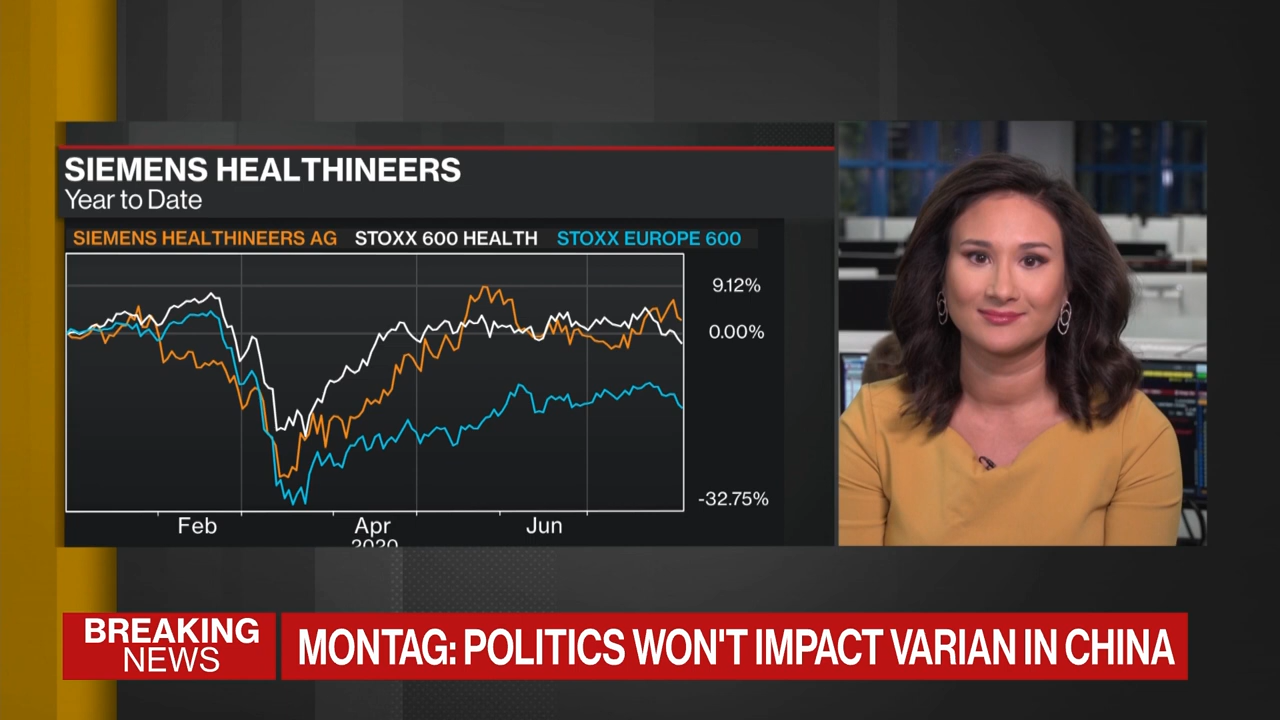 SIEMENS HEALTHINEERS
Year to Date
SIEMENS HEALTHINEERS AG STOXX 600 HEALTH STOXX EUROPE 600
9.12%
0.00%
-32.75%
Feb Apr Jun
2020
BREAKING
NEWS
MONTAG: POLITICS WON'T IMPACT VARIAN IN CHINA